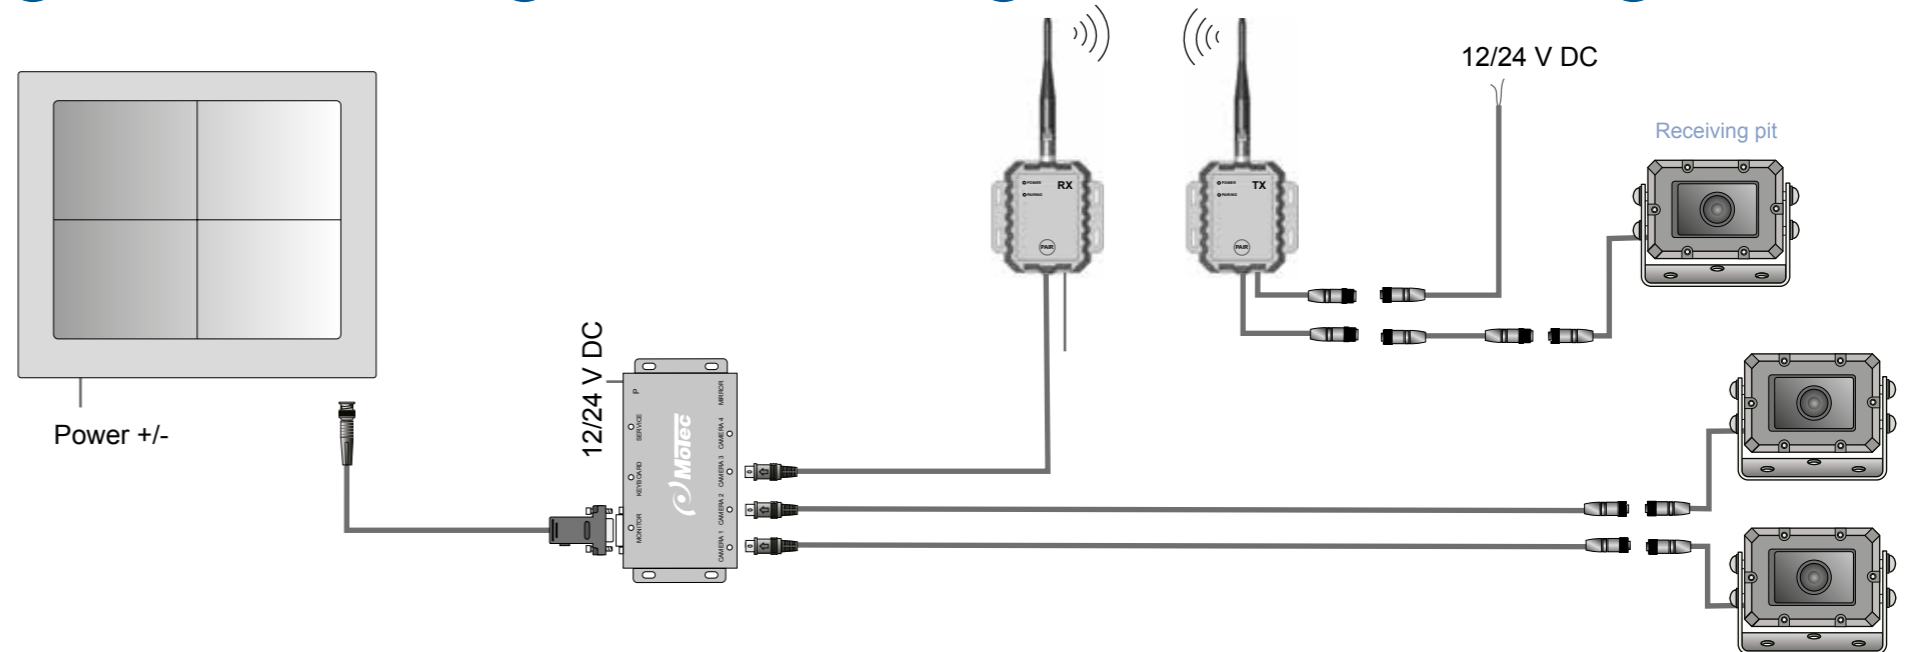 12/24 V DC
Receiving pit
POWER
RX
PAIRING
PAIR
POWER
TX
PAIRING
PAIR
Power +/-
12/24 V DC
P
SERVICE
KEYBOARD
MONITOR
MoTec
MIRROR
CAMERA 4
CAMERA 3
CAMERA 2
CAMERA 1